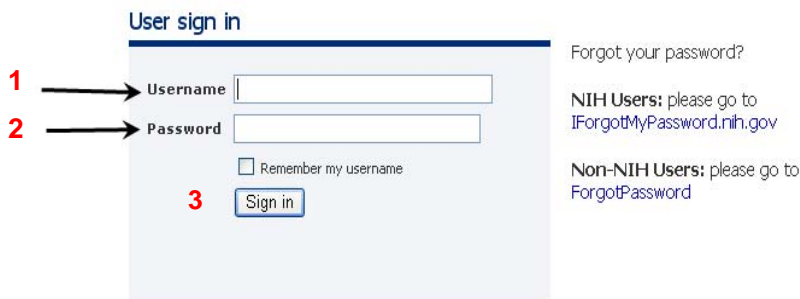 User sign in
1
Username
2
Password
Remember my username
3
Sign in
Forgot your password?
NIH Users: please go to
IForgotMyPassword.nih.gov
Non-NIH Users: please go to
ForgotPassword